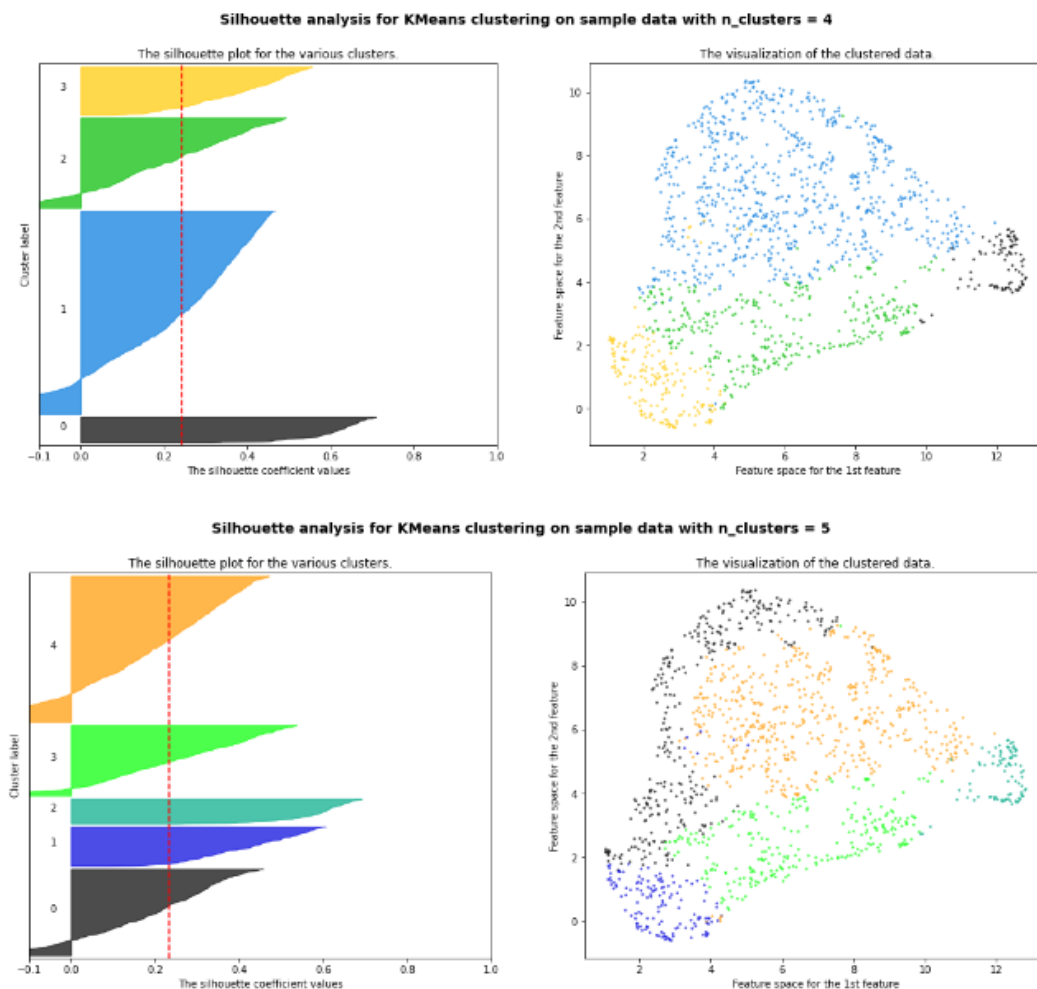 Silhouette analysis for KMeans clustering on sample data with n_clusters = 4
The silhouette plot for the various clusters.
3
2
1
0
Cluster label
−0.1 0.0 0.2 0.4 0.6 0.8 1.0
The silhouette coefficient values
The visualization of the clustered data.
10
8
6
4
2
0
Feature space for the 2nd feature
2 4 6 8 10 12
Feature space for the 1st feature
Silhouette analysis for KMeans clustering on sample data with n_clusters = 5
The silhouette plot for the various clusters.
4
3
2
1
0
Cluster label
−0.1 0.0 0.2 0.4 0.6 0.8 1.0
The silhouette coefficient values
The visualization of the clustered data.
10
8
6
4
2
0
Feature space for the 2nd feature
2 4 6 8 10 12
Feature space for the 1st feature